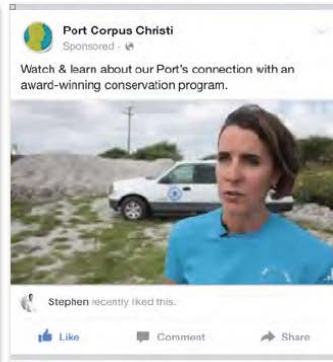 Port Corpus Christi
Sponsored ·
Watch & learn about our Port's connection with an
award-winning conservation program.
Stephen recently liked this.
Like Comment Share